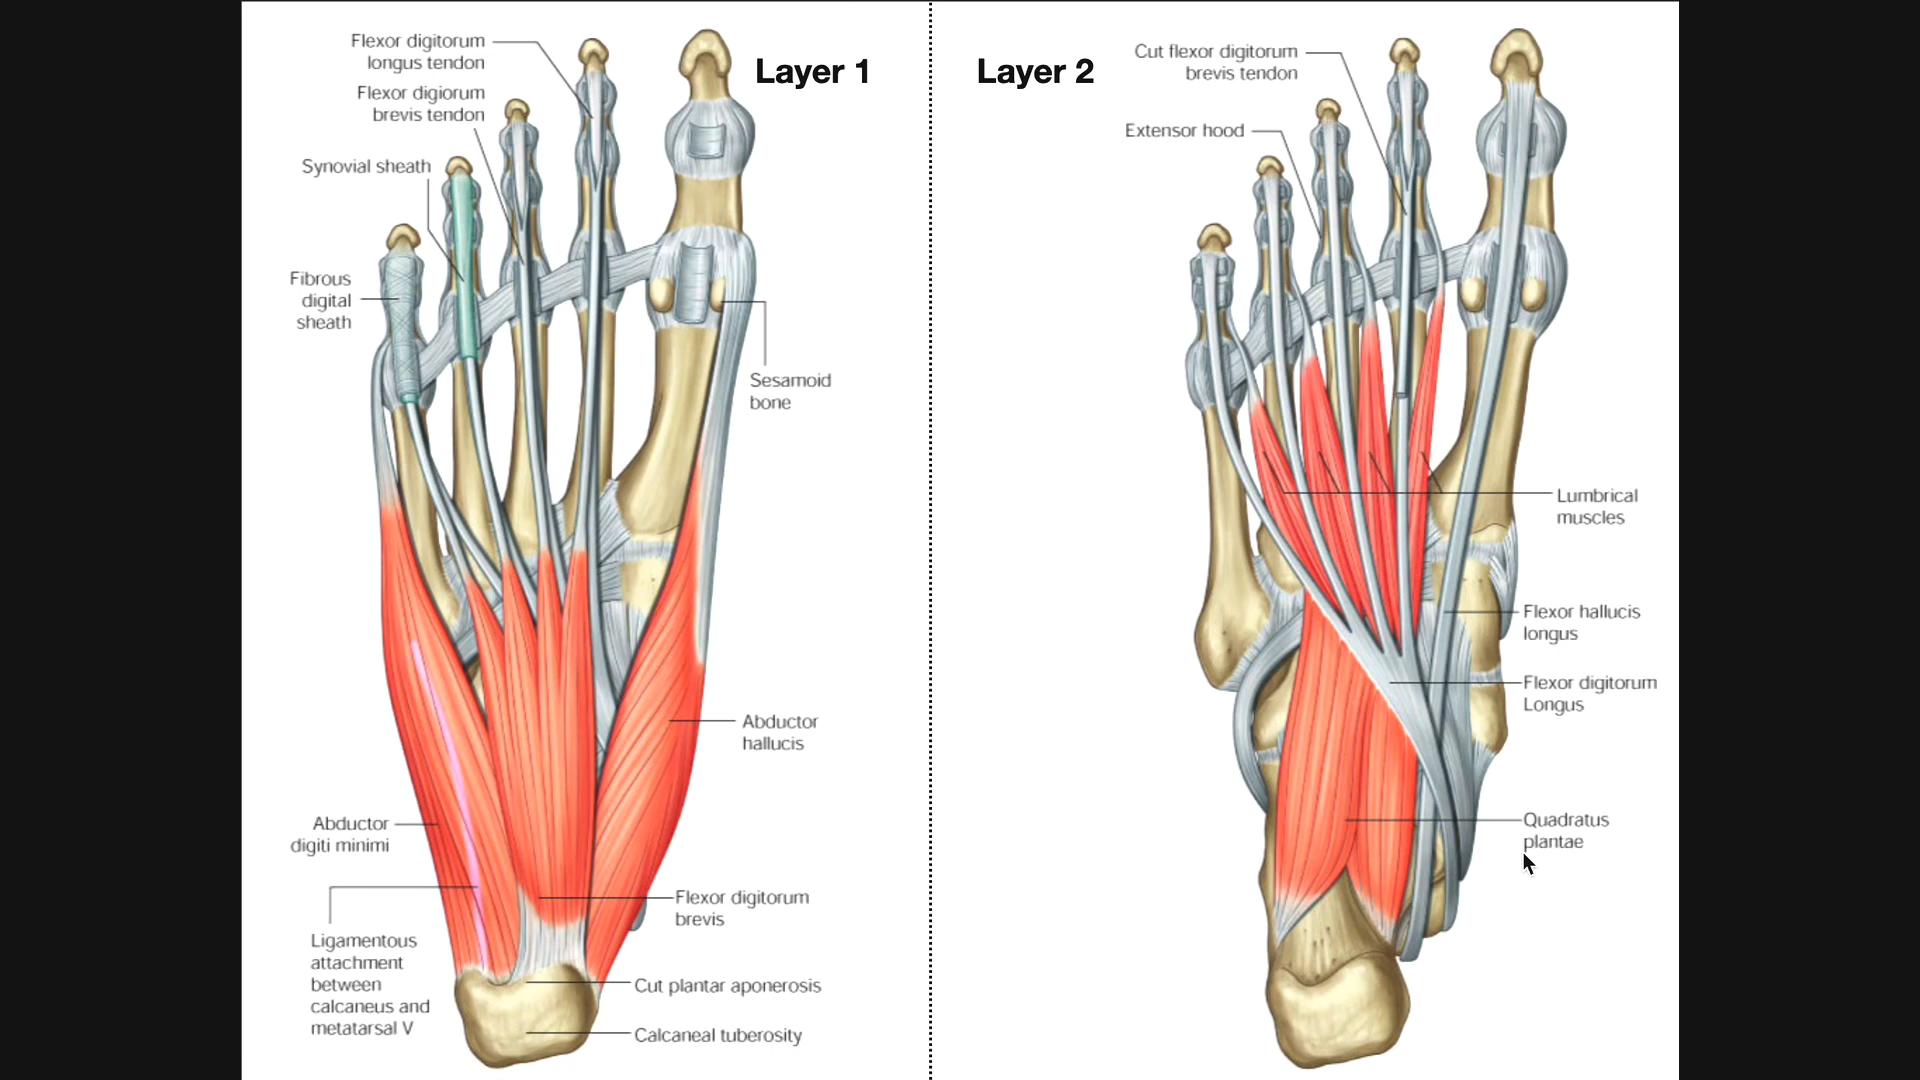 Layer 1
Flexor digitorum
longus tendon
Flexor digiorum
brevis tendon
Synovial sheath
Fibrous
digital
sheath
Sesamoid
bone
Abductor
hallucis
Abductor
digiti minimi
Flexor digitorum
brevis
Ligamentous
attachment
between
calcaneus and
metatarsal V
Cut plantar aponerosis
Calcaneal tuberosity
Layer 2
Cut flexor digitorum
brevis tendon
Extensor hood
Lumbrical
muscles
Flexor hallucis
longus
Flexor digitorum
Longus
Quadratus
plantae